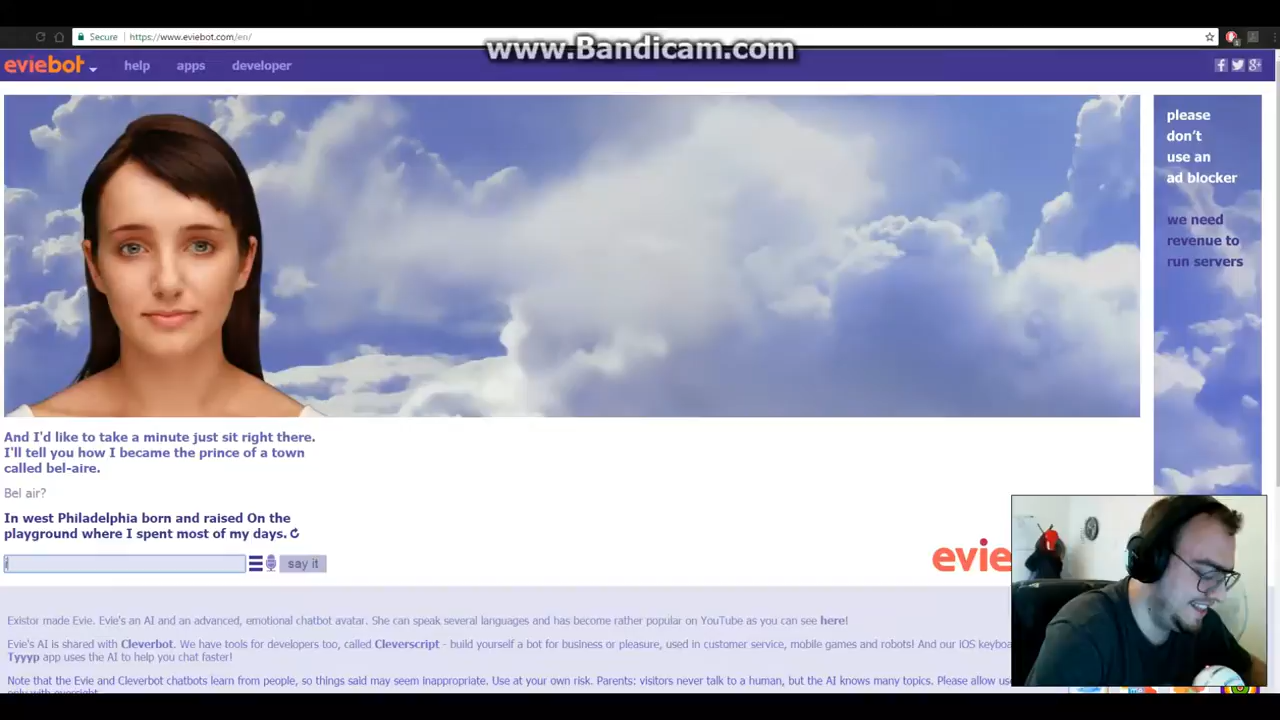 Secure
https://www.eviebot.com/en/
www.Bandicam.com
eviebot
help
apps
developer
please
don't
use an
ad blocker
we need
revenue to
run servers
And I'd like to take a minute just sit right there.
I'll tell you how I became the prince of a town
called bel-aire.
Bel air?
In west Philadelphia born and raised On the
playground where I spent most of my days.
say it
evie
Existor made Evie. Evie's an AI and an advanced, emotional chatbot avatar. She can speak several languages and has become rather popular on YouTube as you can see here!
Evie's AI is shared with Cleverbot. We have tools for developers too, called Cleverscript - build yourself a bot for business or pleasure, used in customer service, mobile games and robots! And our iOS keyboa
Tyyyp app uses the AI to help you chat faster!
Note that the Evie and Cleverbot chatbots learn from people, so things said may seem inappropriate. Use at your own risk. Parents: visitors never talk to a human, but the AI knows many topics. Please allow us
only with oversight.